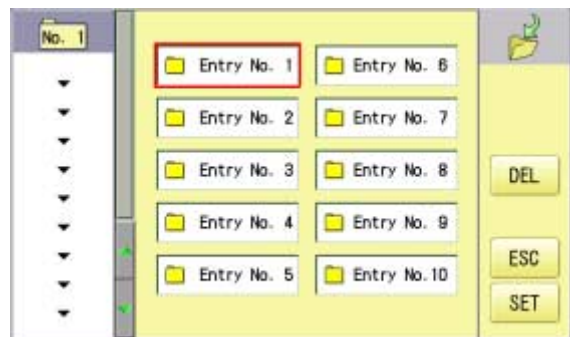 No. 1
Entry No. 1
Entry No. 2
Entry No. 3
Entry No. 4
Entry No. 5
Entry No. 6
Entry No. 7
Entry No. 8
Entry No. 9
Entry No. 10
DEL
ESC
SET